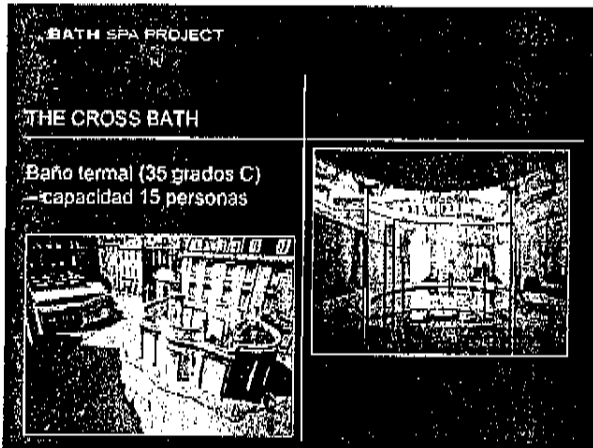 BATH SPA PROJECT
THE CROSS BATH
Baño termal (35 grados C)
– capacidad 15 personas